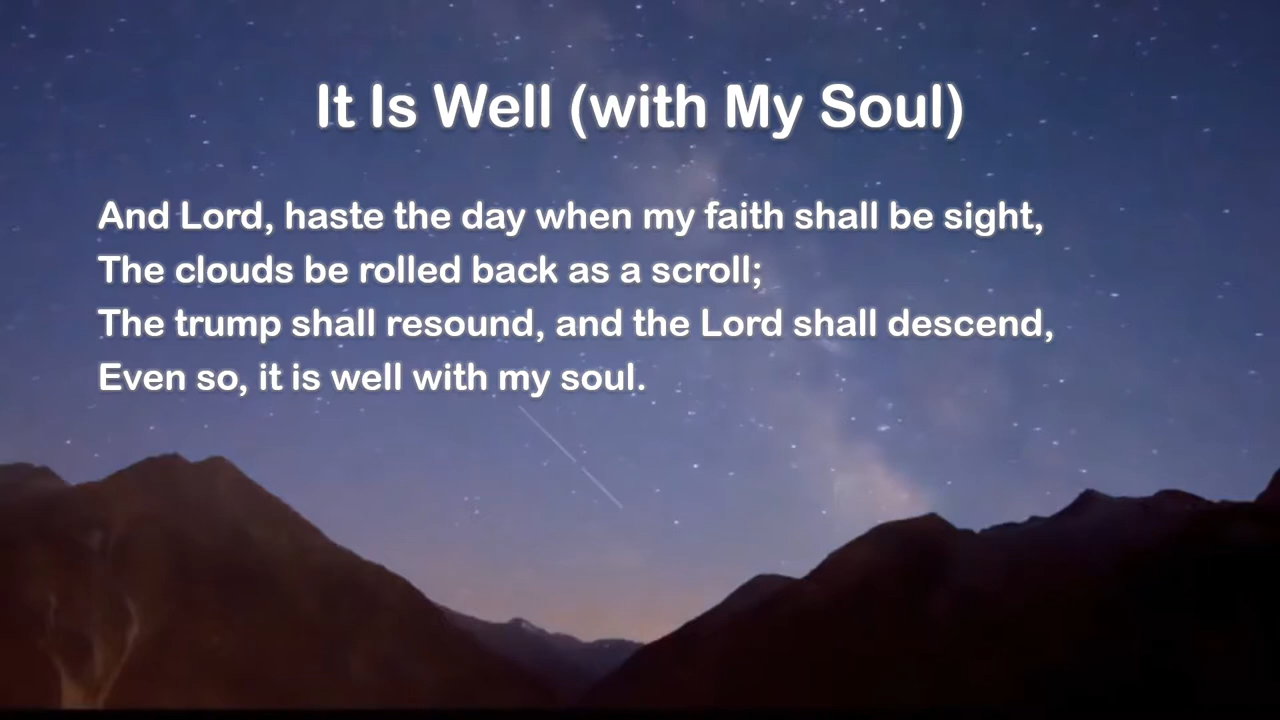 It Is Well (with My Soul)
And Lord, haste the day when my faith shall be sight,
The clouds be rolled back as a scroll;
The trump shall resound, and the Lord shall descend,
Even so, it is well with my soul.